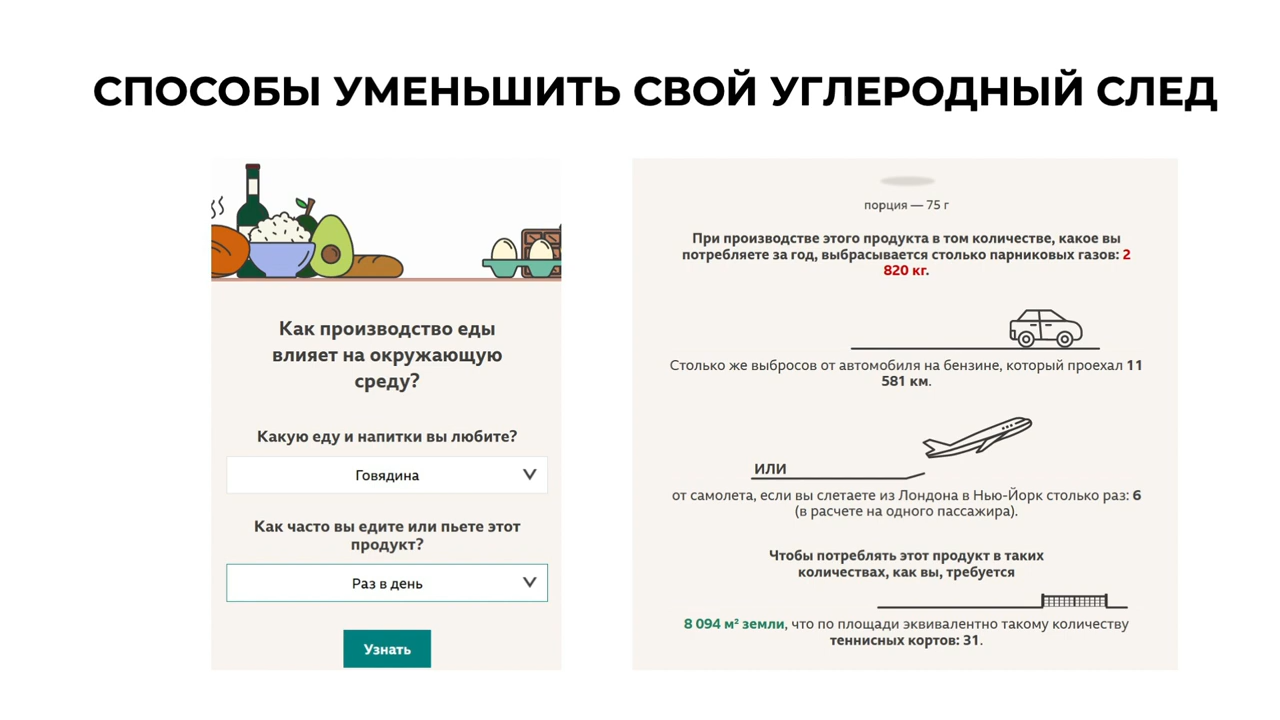 СПОСОБЫ УМЕНЬШИТЬ СВОЙ УГЛЕРОДНЫЙ СЛЕД
Как производство еды
влияет на окружающую
среду?
Какую еду и напитки вы любите?
Говядина
Как часто вы едите или пьете этот
продукт?
Раз в день
Узнать
порция — 75 г
При производстве этого продукта в том количестве, какое вы
потребляете за год, выбрасывается столько парниковых газов: 2
820 кг.
Столько же выбросов от автомобиля на бензине, который проехал 11
581 км.
ИЛИ
от самолета, если вы слетаете из Лондона в Нью-Йорк столько раз: 6
(в расчете на одного пассажира).
Чтобы потреблять этот продукт в таких
количествах, как вы, требуется
8 094 м² земли, что по площади эквивалентно такому количеству
теннисных кортов: 31.